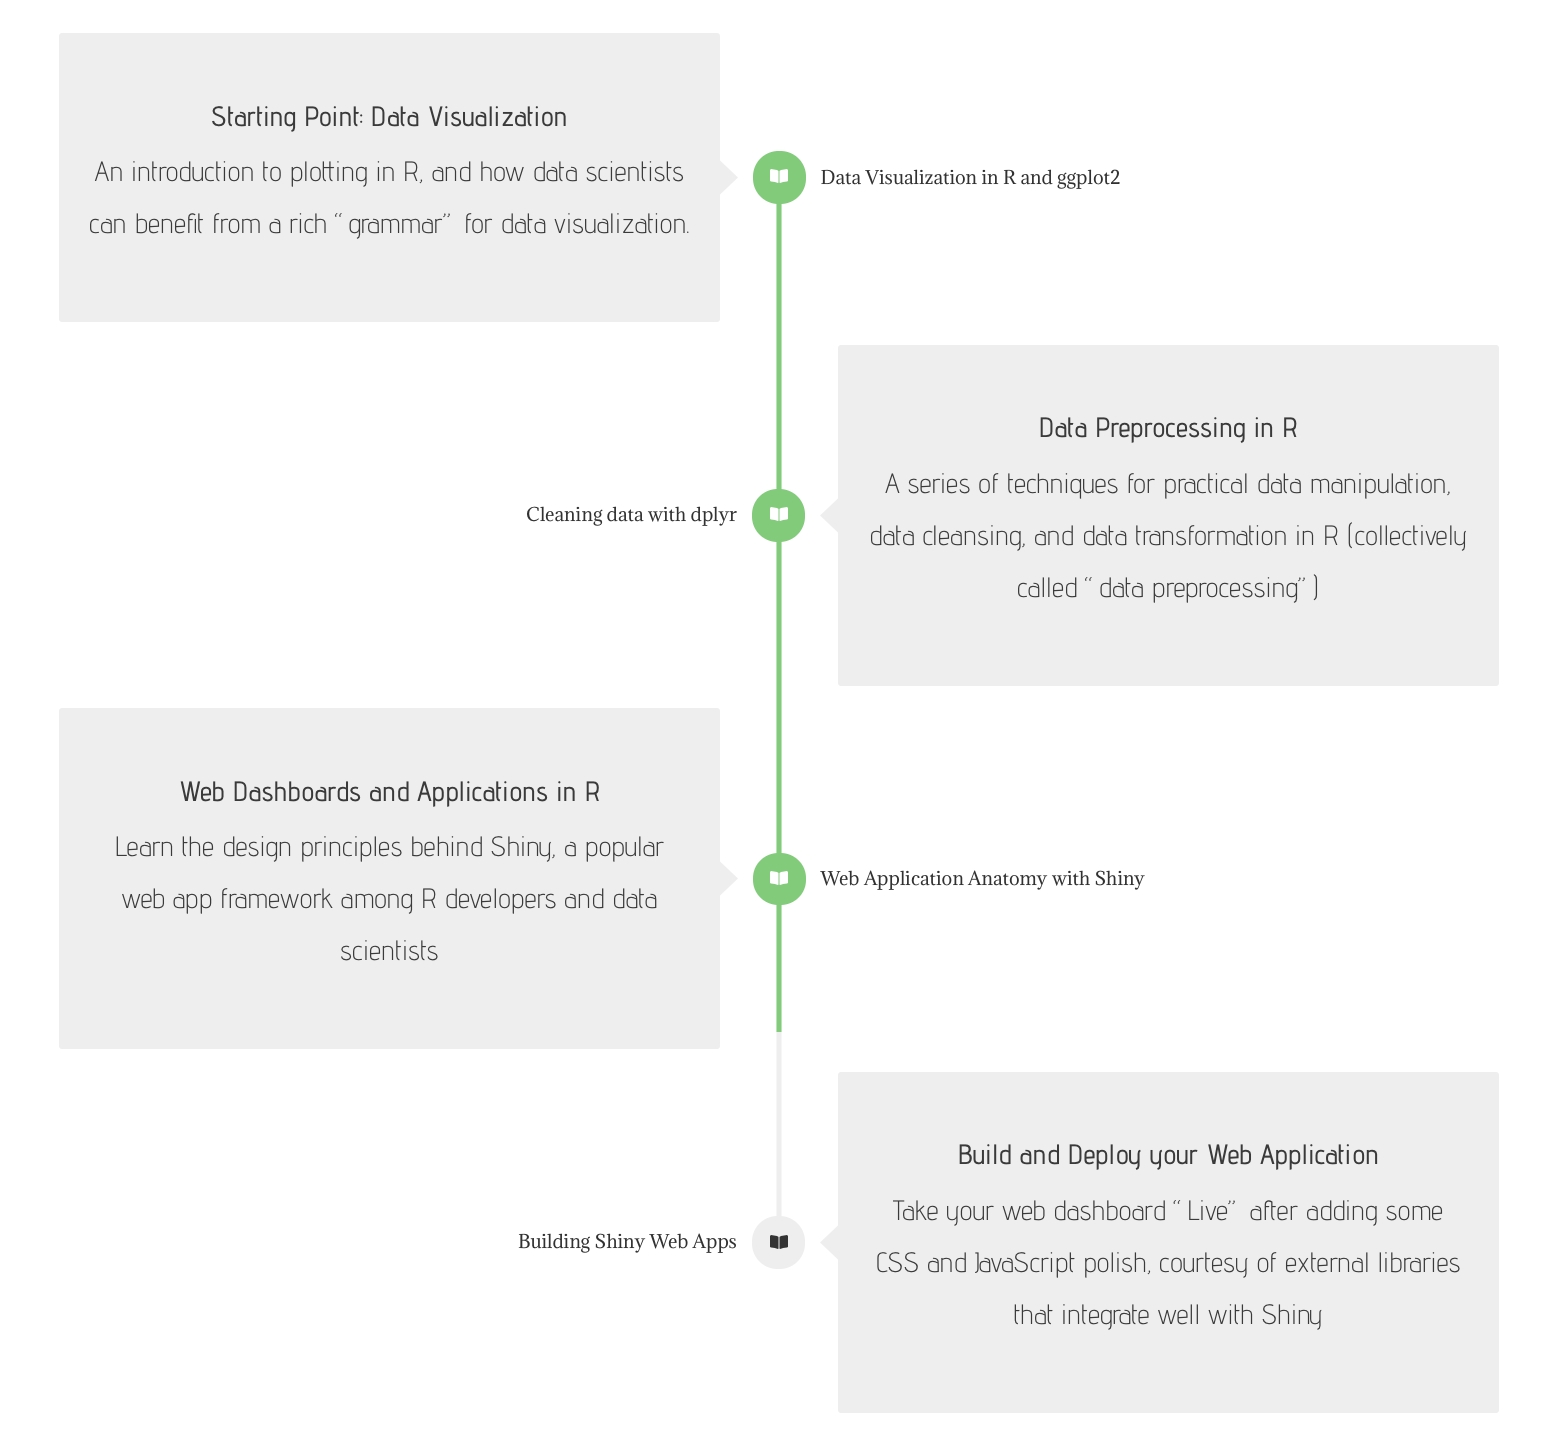 Starting Point: Data Visualization
An introduction to plotting in R, and how data scientists
can benefit from a rich “grammar” for data visualization.
Data Visualization in R and ggplot2
Cleaning data with dplyr
Data Preprocessing in R
A series of techniques for practical data manipulation,
data cleansing, and data transformation in R (collectively
called “data preprocessing”)
Web Dashboards and Applications in R
Learn the design principles behind Shiny, a popular
web app framework among R developers and data
scientists
Web Application Anatomy with Shiny
Building Shiny Web Apps
Build and Deploy your Web Application
Take your web dashboard “Live” after adding some
CSS and JavaScript polish, courtesy of external libraries
that integrate well with Shiny